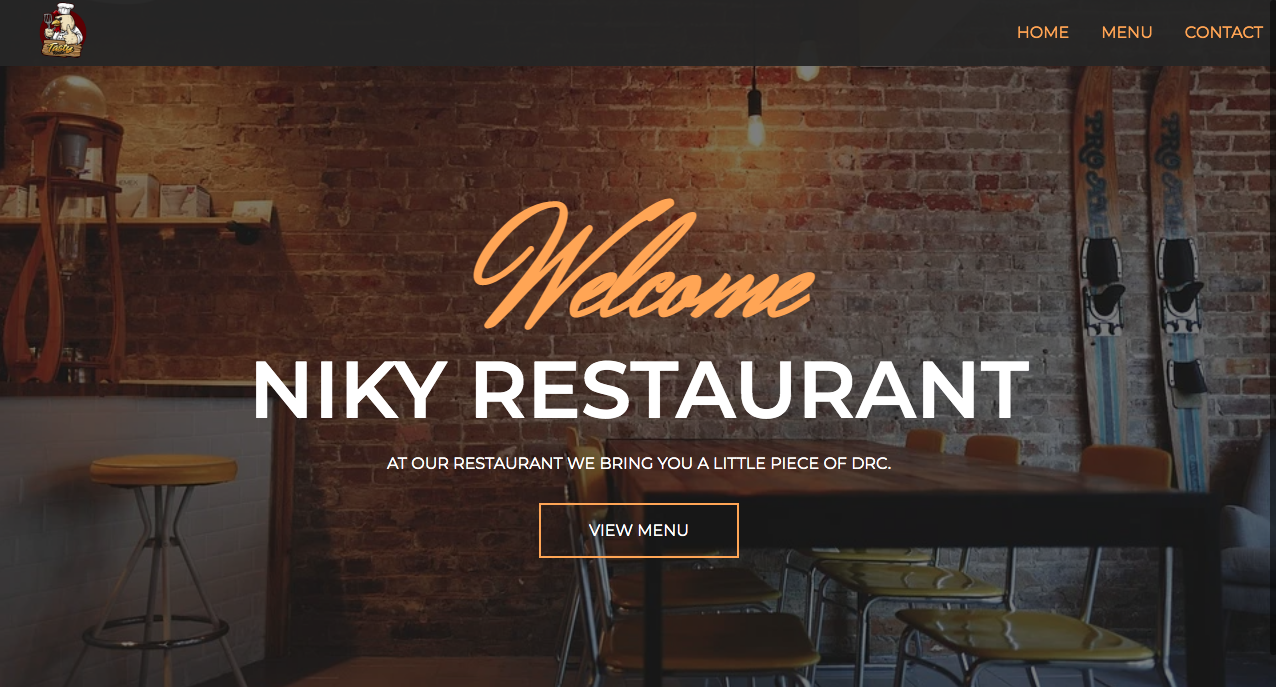 Tasty
HOME MENU CONTACT
PRO
PRO
Welcome
NIKY RESTAURANT
AT OUR RESTAURANT WE BRING YOU A LITTLE PIECE OF DRC.
VIEW MENU